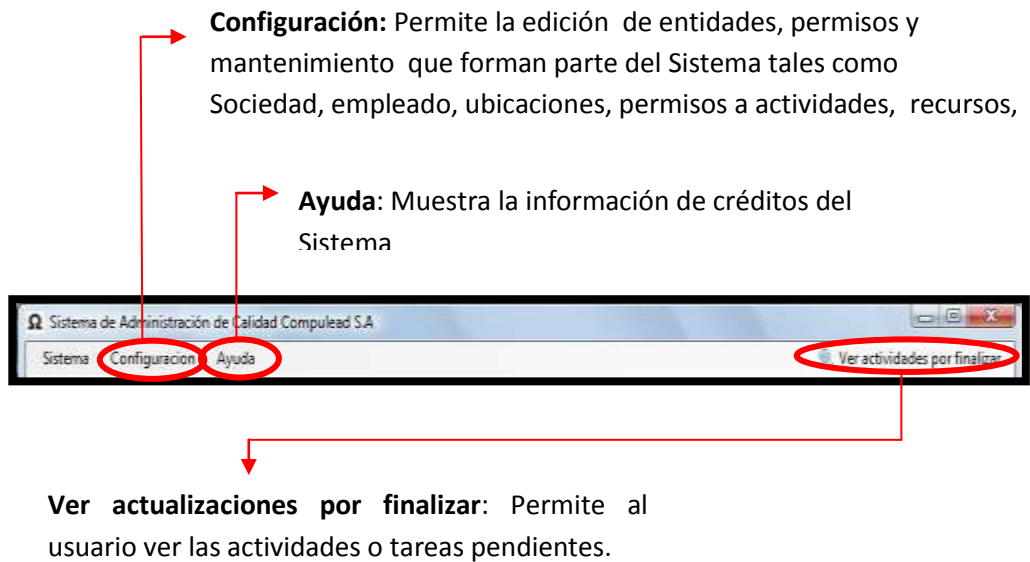 Configuración: Permite la edición de entidades, permisos y
mantenimiento que forman parte del Sistema tales como
Sociedad, empleado, ubicaciones, permisos a actividades, recursos,
Ayuda: Muestra la información de créditos del
Sistema
Ω Sistema de Administración de Calidad Compulead S.A
Sistema Configuracion Ayuda Ver actividades por finalizar
Ver actualizaciones por finalizar: Permite al
usuario ver las actividades o tareas pendientes.